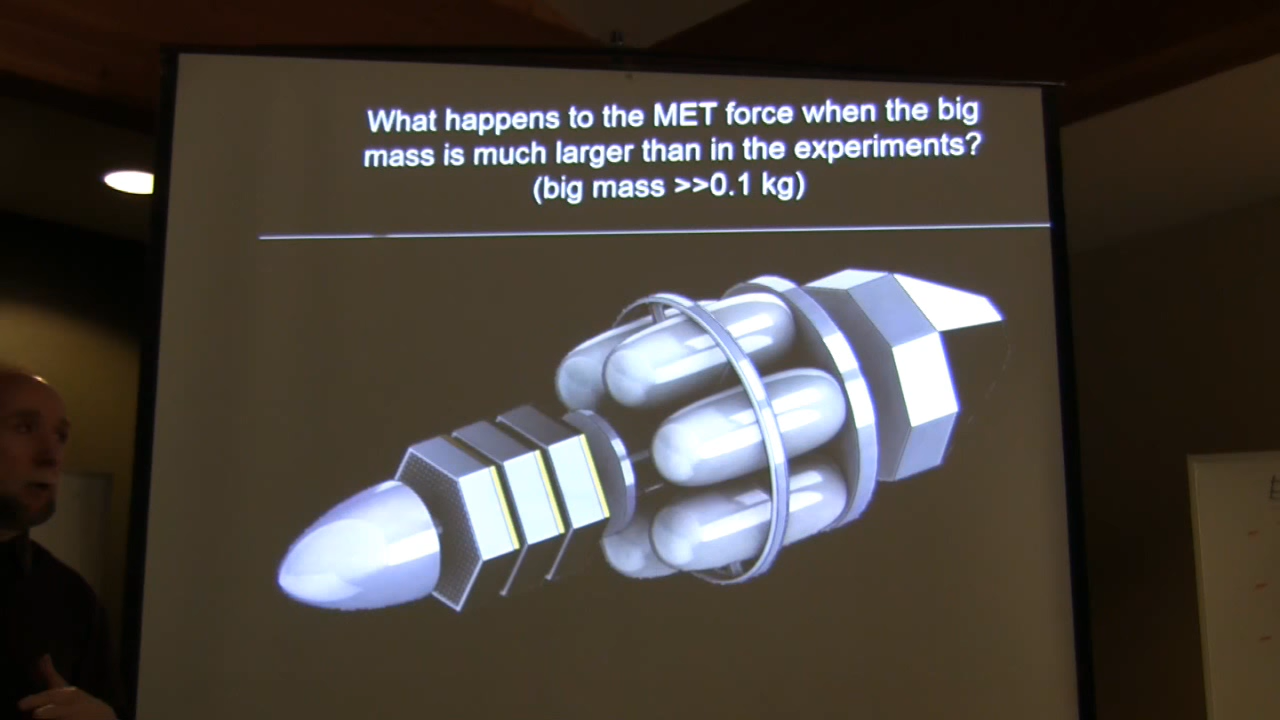 What happens to the MET force when the big
mass is much larger than in the experiments?
(big mass >>0.1 kg)